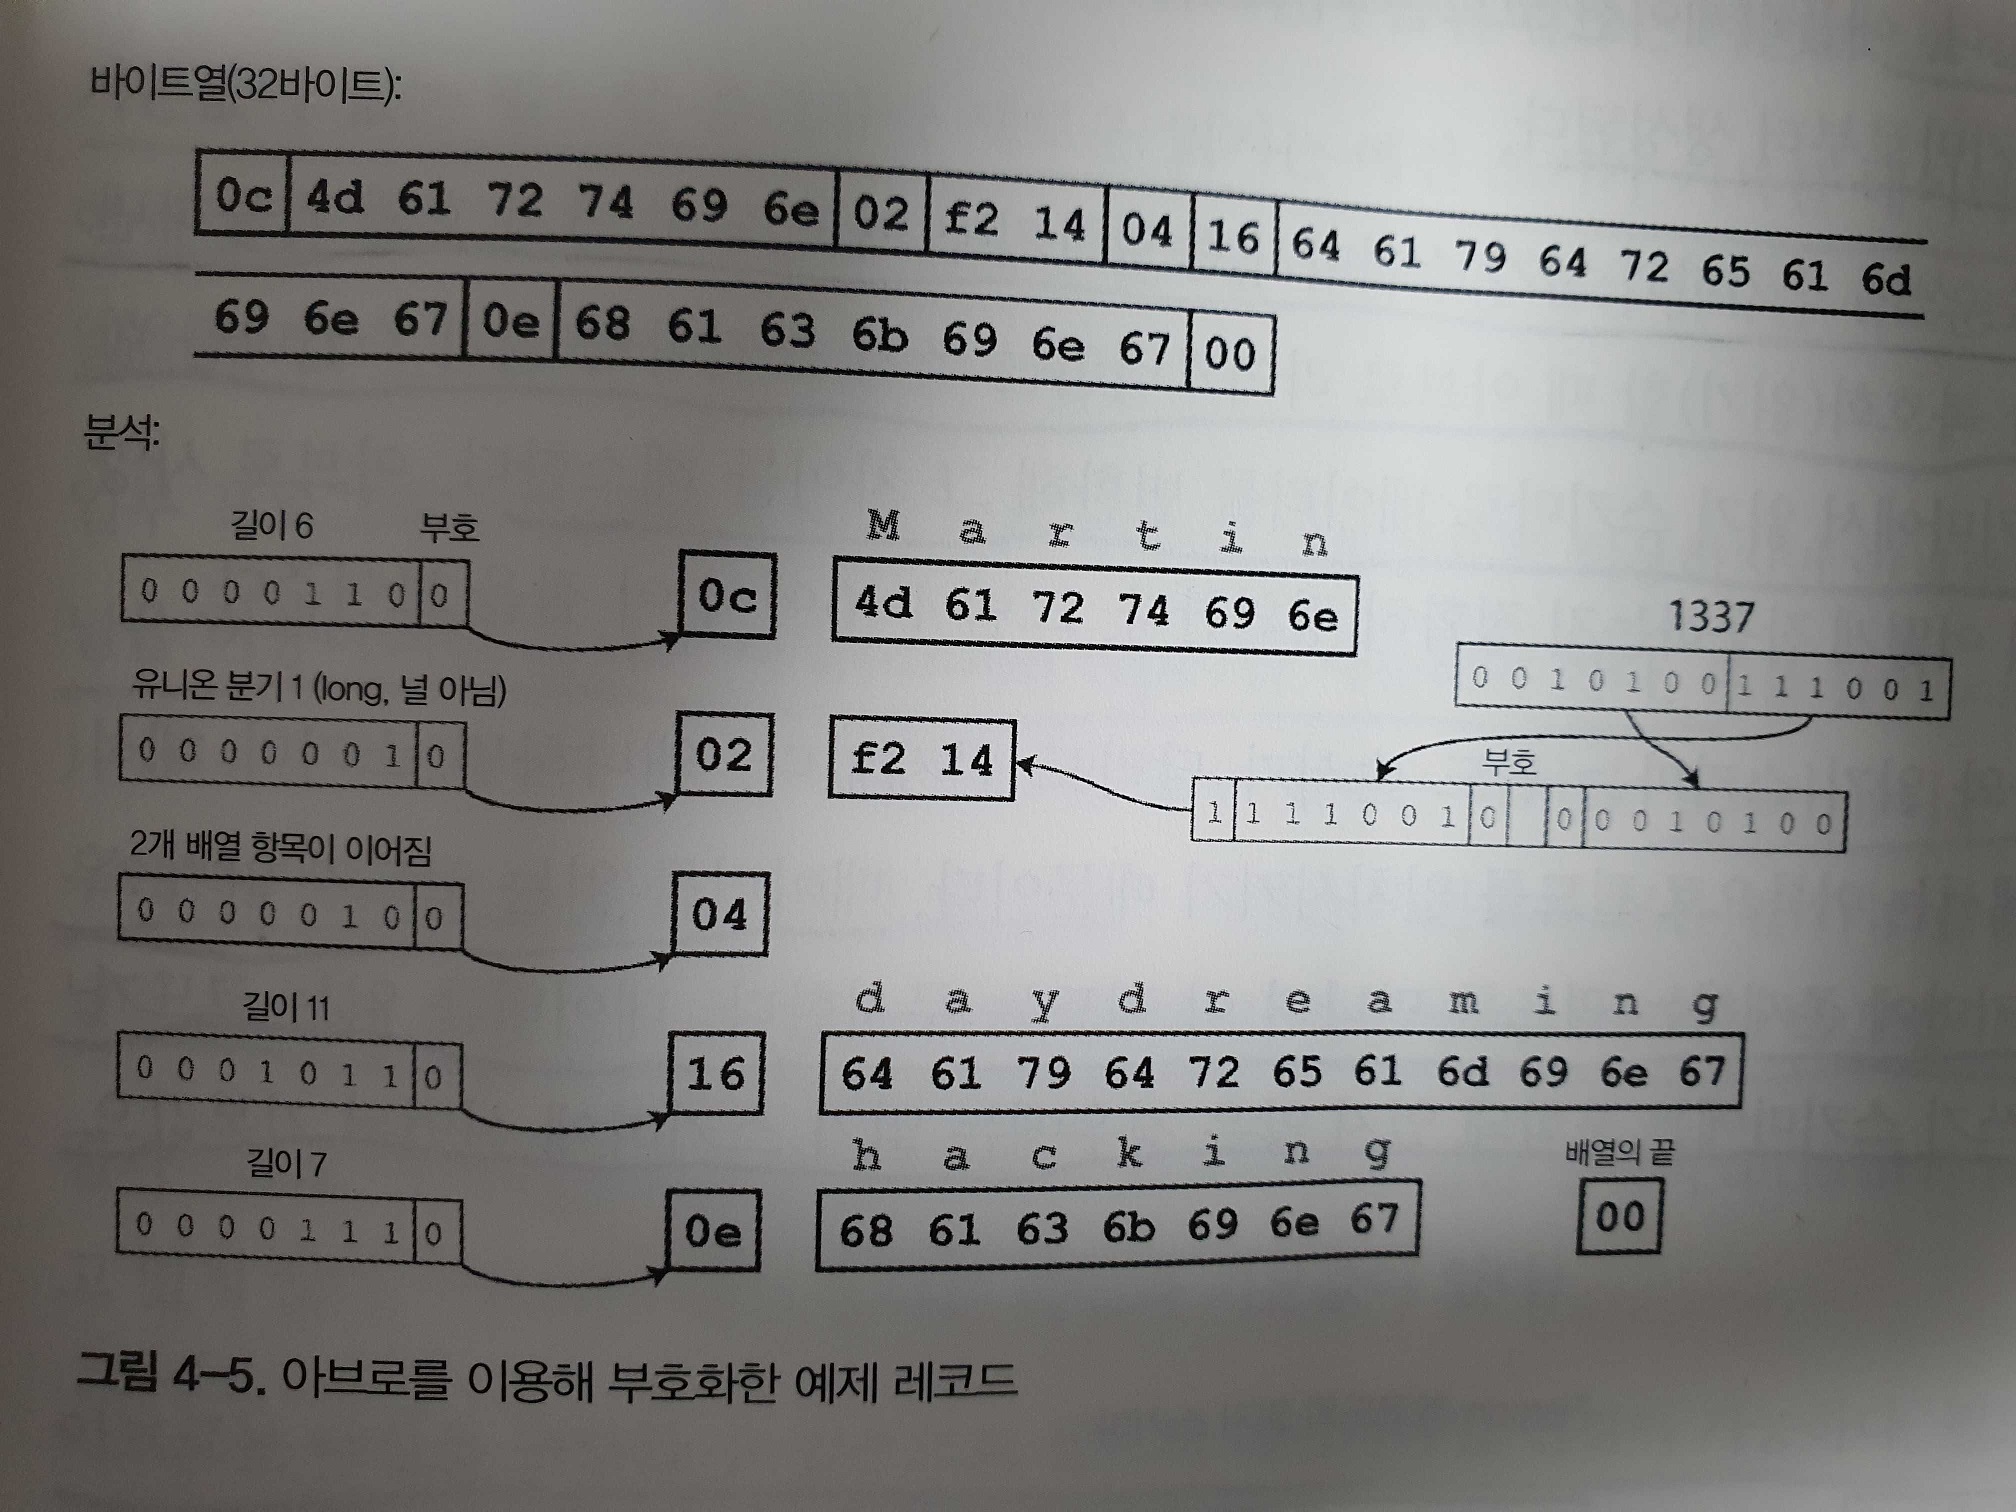 바이트열(32바이트):
0c 4d 61 72 74 69 6e 02 f2 14 04 16 64 61 79 64 72 65 61 6d
69 6e 67 0e 68 61 63 6b 69 6e 67 00
분석:
길이 6 부호
0 0 0 0 1 1 0 0
0c
M a r t i n
4d 61 72 74 69 6e
1337
0 0 1 0 1 0 0 1 1 1 0 0 1
유니온 분기 1 (long, 널 아님)
0 0 0 0 0 0 1 0
02
f2 14
부호
1 1 1 1 0 0 1 0 0 0 0 1 0 1 0 0
2개 배열 항목이 이어짐
0 0 0 0 0 1 0 0
04
길이 11
0 0 0 1 0 1 1 0
16
d a y d r e a m i n g
64 61 79 64 72 65 61 6d 69 6e 67
길이 7
0 0 0 0 1 1 1 0
0e
h a c k i n g
68 61 63 6b 69 6e 67
배열의 끝
00
그림 4-5. 아브로를 이용해 부호화한 예제 레코드